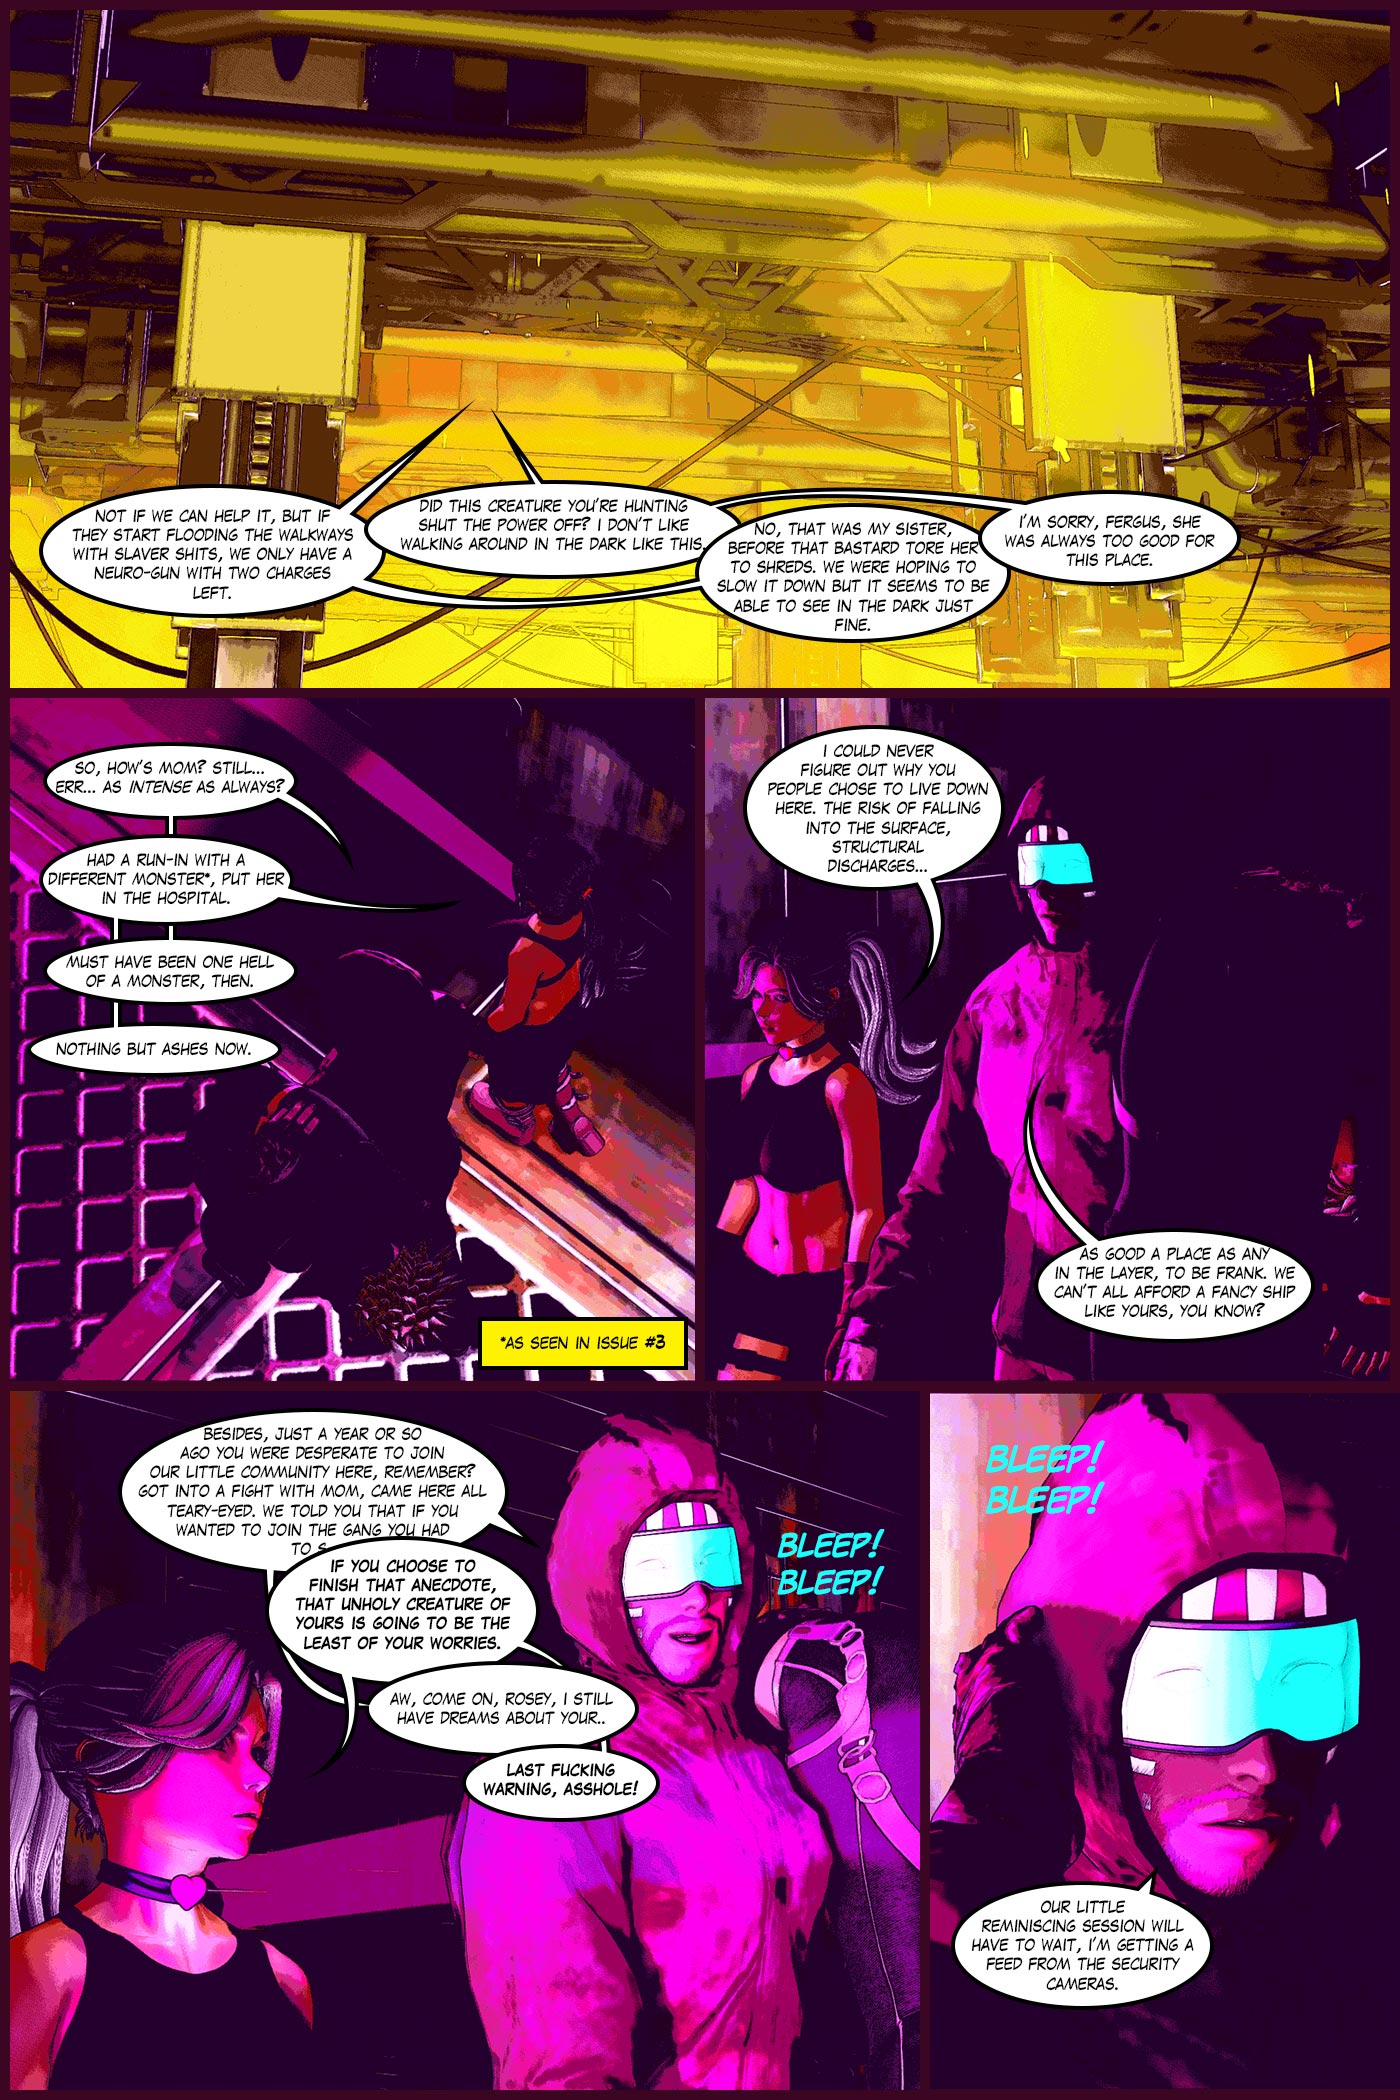 NOT IF WE CAN HELP IT, BUT IF
THEY START FLOODING THE WALKWAYS
WITH SLAVER SHITS, WE ONLY HAVE A
NEURO-GUN WITH TWO CHARGES
LEFT.
DID THIS CREATURE YOU'RE HUNTING
SHUT THE POWER OFF? I DON'T LIKE
WALKING AROUND IN THE DARK LIKE THIS.
NO, THAT WAS MY SISTER,
BEFORE THAT BASTARD TORE HER
TO SHREDS. WE WERE HOPING TO
SLOW IT DOWN BUT IT SEEMS TO BE
ABLE TO SEE IN THE DARK JUST
FINE.
I'M SORRY, FERGUS, SHE
WAS ALWAYS TOO GOOD FOR
THIS PLACE.
SO, HOW'S MOM? STILL...
ERR... AS INTENSE AS ALWAYS?
HAD A RUN-IN WITH A
DIFFERENT MONSTER*, PUT HER
IN THE HOSPITAL.
MUST HAVE BEEN ONE HELL
OF A MONSTER, THEN.
NOTHING BUT ASHES NOW.
*AS SEEN IN ISSUE #3
I COULD NEVER
FIGURE OUT WHY YOU
PEOPLE CHOSE TO LIVE DOWN
HERE. THE RISK OF FALLING
INTO THE SURFACE,
STRUCTURAL
DISCHARGES...
AS GOOD A PLACE AS ANY
IN THE LAYER, TO BE FRANK. WE
CAN'T ALL AFFORD A FANCY SHIP
LIKE YOURS, YOU KNOW?
BESIDES, JUST A YEAR OR SO
AGO YOU WERE DESPERATE TO JOIN
OUR LITTLE COMMUNITY HERE, REMEMBER?
GOT INTO A FIGHT WITH MOM, CAME HERE ALL
TEARY-EYED. WE TOLD YOU THAT IF YOU
WANTED TO JOIN THE GANG YOU HAD
TO S
IF YOU CHOOSE TO
FINISH THAT ANECDOTE,
THAT UNHOLY CREATURE OF
YOURS IS GOING TO BE THE
LEAST OF YOUR WORRIES.
AW, COME ON, ROSEY, I STILL
HAVE DREAMS ABOUT YOUR..
LAST FUCKING
WARNING, ASSHOLE!
BLEEP!
BLEEP!
BLEEP!
BLEEP!
OUR LITTLE
REMINISCING SESSION WILL
HAVE TO WAIT, I'M GETTING A
FEED FROM THE SECURITY
CAMERAS.